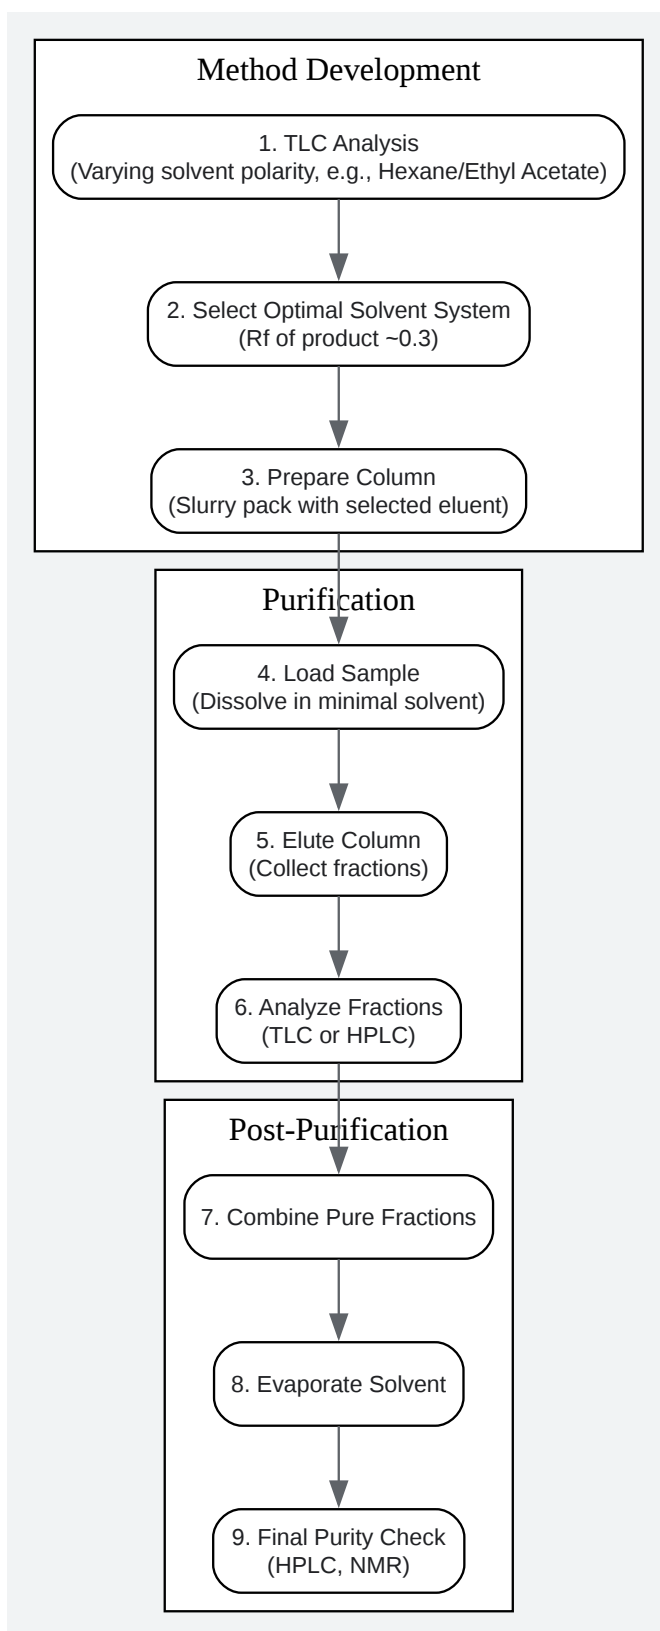 Method Development
1. TLC Analysis
(Varying solvent polarity, e.g., Hexane/Ethyl Acetate)
2. Select Optimal Solvent System
(Rf of product ~0.3)
3. Prepare Column
(Slurry pack with selected eluent)
Purification
4. Load Sample
(Dissolve in minimal solvent)
5. Elute Column
(Collect fractions)
6. Analyze Fractions
(TLC or HPLC)
Post-Purification
7. Combine Pure Fractions
8. Evaporate Solvent
9. Final Purity Check
(HPLC, NMR)